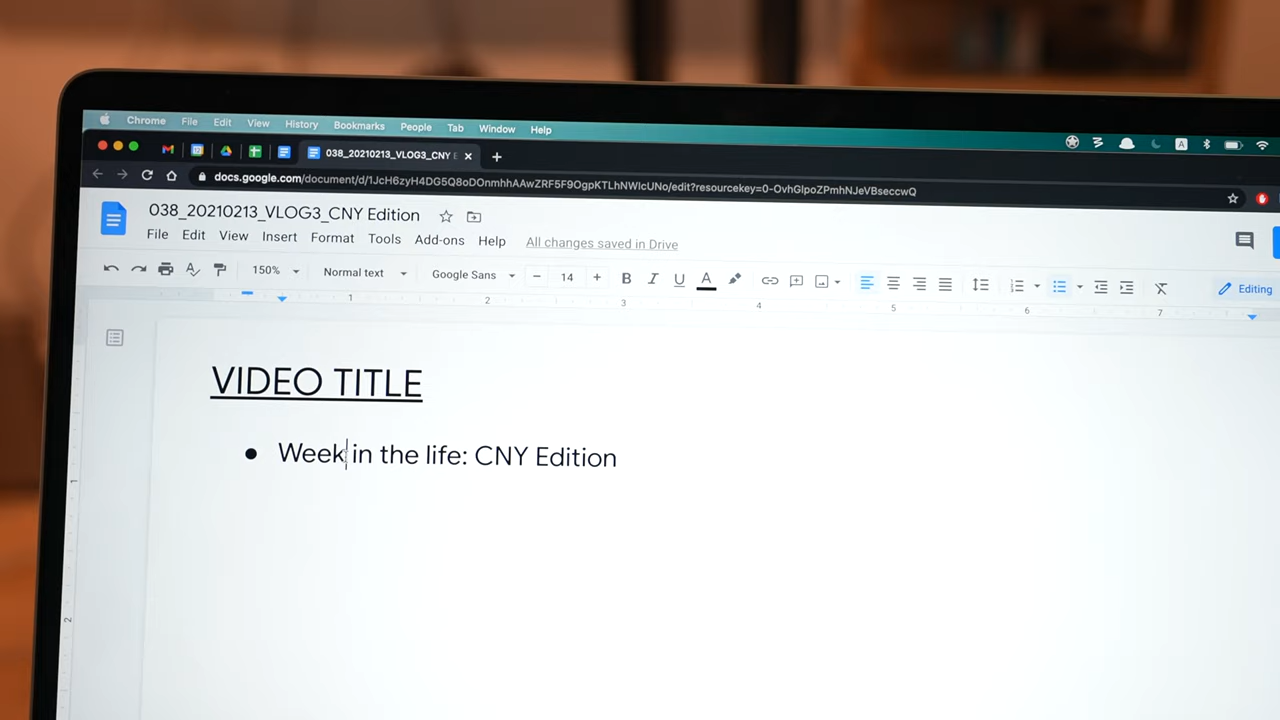 Chrome File Edit View History Bookmarks People Tab Window Help
038_20210213_VLOG3_CNY E
docs.google.com/document/d/1JcH6zyH4DG5Q8oDOnmhhAAwZRF5F9OgpKTLhNWIcUNo/edit?resourcekey=0-OvhGlpoZPmhNJeVBseccwQ
038_20210213_VLOG3_CNY Edition
File Edit View Insert Format Tools Add-ons Help All changes saved in Drive
150% Normal text Google Sans 14 B I U A Editing
1 2 3 4 5 6 7
VIDEO TITLE
● Week in the life: CNY Edition
1
2